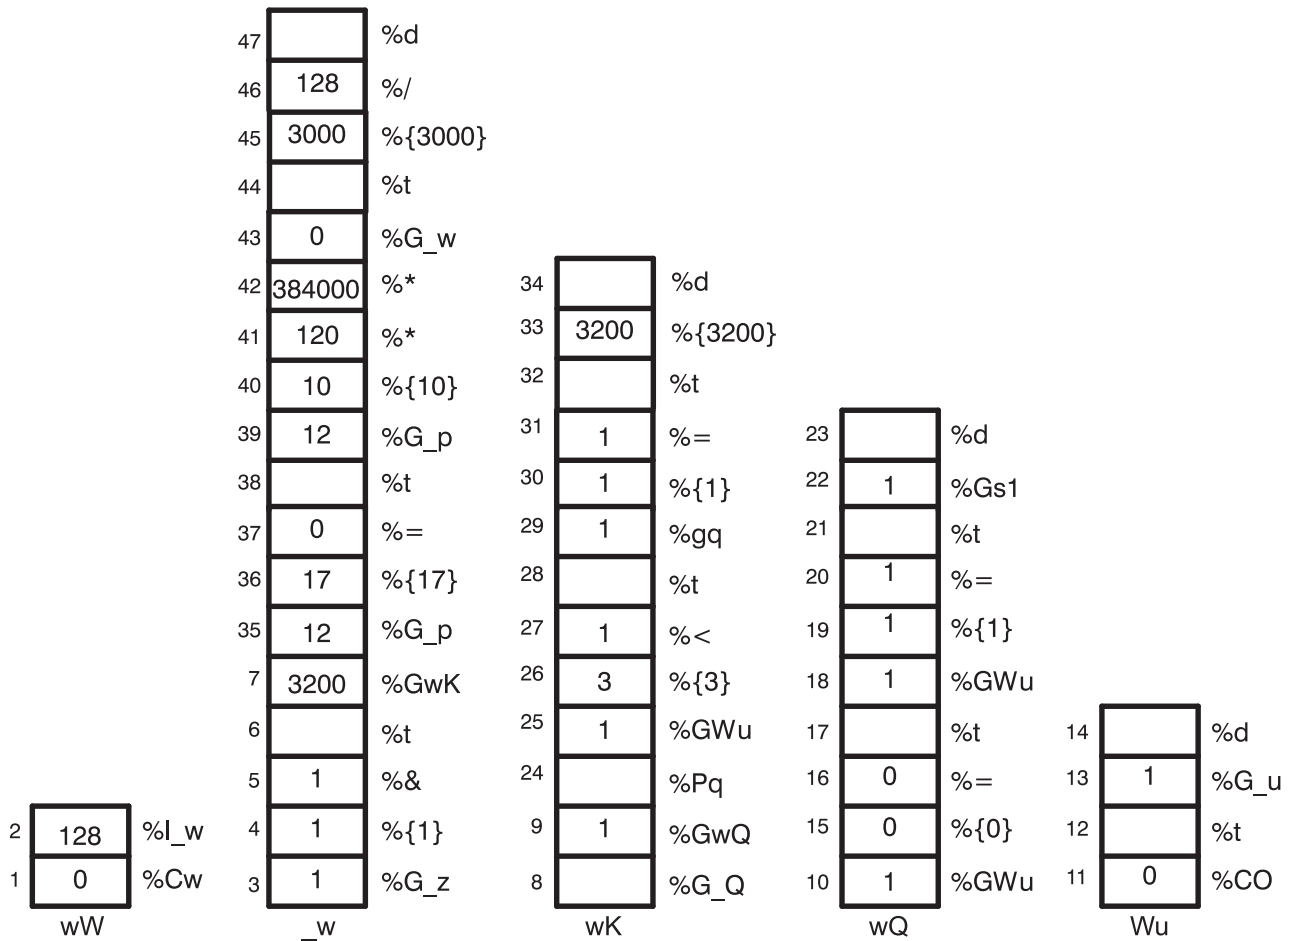 47 %d
46 128 %/
45 3000 %{3000}
44 %t
43 0 %G_w
42 384000 %*
41 120 %*
40 10 %{10}
39 12 %G_p
38 %t
37 0 %=
36 17 %{17}
35 12 %G_p
7 3200 %GwK
6 %t
5 1 %&
4 1 %{1}
3 1 %G_z
_w
2 128 %I_w
1 0 %Cw
wW
34 %d
33 3200 %{3200}
32 %t
31 1 %=
30 1 %{1}
29 1 %gq
28 %t
27 1 %<
26 3 %{3}
25 1 %GWu
24 %Pq
9 1 %GwQ
8 %G_Q
wK
23 %d
22 1 %Gs1
21 %t
20 1 %=
19 1 %{1}
18 1 %GWu
17 %t
16 0 %=
15 0 %{0}
10 1 %GWu
wQ
14 %d
13 1 %G_u
12 %t
11 0 %CO
Wu